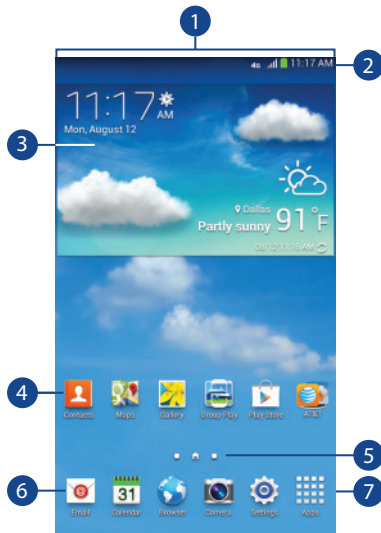 1
4G 11:17 AM 2
11:17 AM
Mon, August 12
3
Dallas
Partly sunny 91°F
08/12 11:16 AM
4 Contacts Maps Gallery Group Play Play Store AT&T
5
6 31 7
Email Calendar Browser Camera Settings Apps